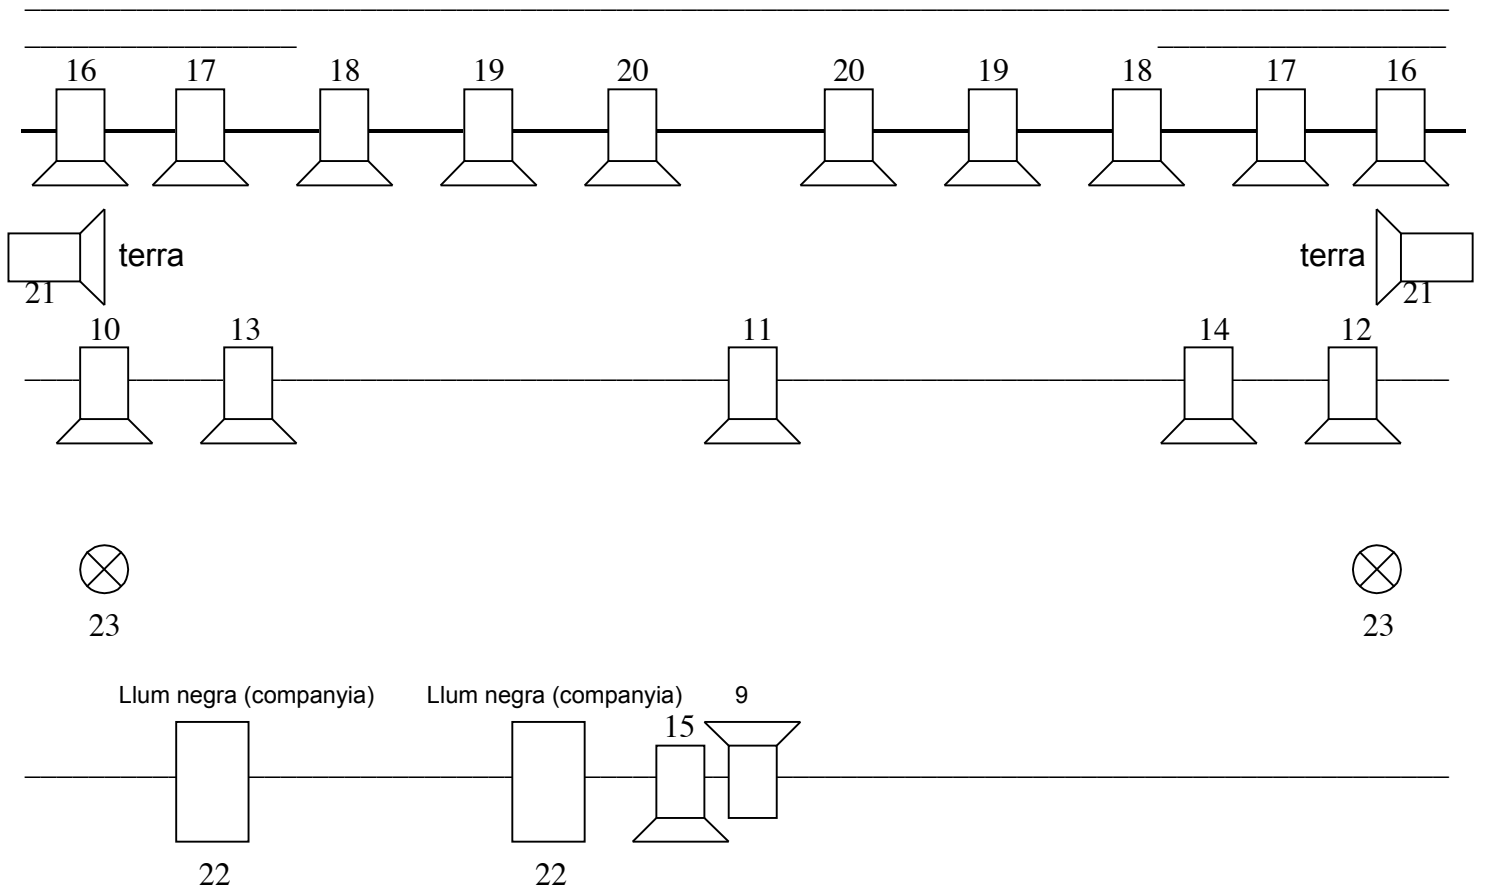 16 17 18 19 20 20 19 18 17 16
terra terra
21 21
10 13 11 14 12
23 23
Llum negra (companyia) Llum negra (companyia) 9
15
22 22